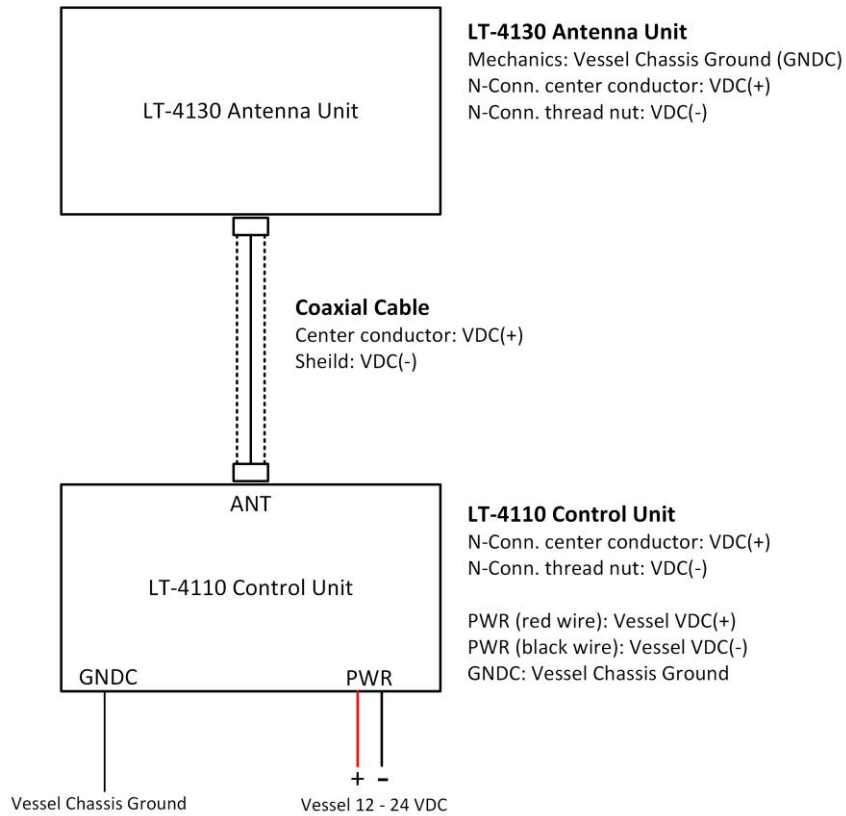 LT-4130 Antenna Unit
LT-4130 Antenna Unit
Mechanics: Vessel Chassis Ground (GNDC)
N-Conn. center conductor: VDC(+)
N-Conn. thread nut: VDC(-)
Coaxial Cable
Center conductor: VDC(+)
Sheild: VDC(-)
ANT
LT-4110 Control Unit
GNDC
PWR
LT-4110 Control Unit
N-Conn. center conductor: VDC(+)
N-Conn. thread nut: VDC(-)
PWR (red wire): Vessel VDC(+)
PWR (black wire): Vessel VDC(-)
GNDC: Vessel Chassis Ground
+ -
Vessel Chassis Ground
Vessel 12 - 24 VDC